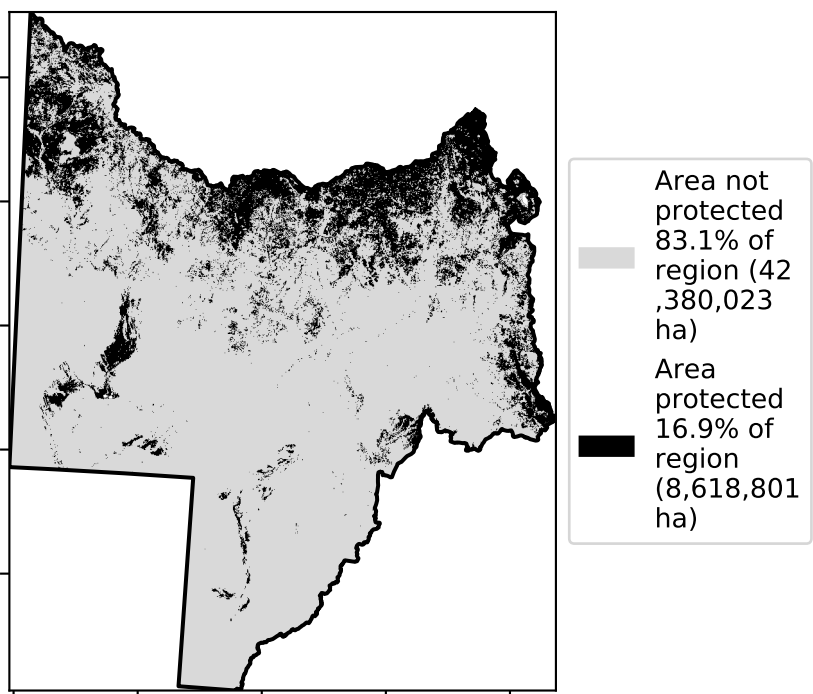 Area not
protected
83.1% of
region (42
,380,023
ha)
Area
protected
16.9% of
region
(8,618,801
ha)